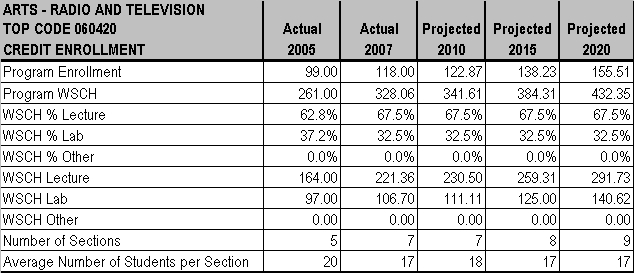 ARTS - RADIO AND TELEVISION
TOP CODE 060420 Actual Actual Projected Projected Projected
CREDIT ENROLLMENT 2005 2007 2010 2015 2020
Program Enrollment 99.00 118.00 122.87 138.23 155.51
Program WSCH 261.00 328.06 341.61 384.31 432.35
WSCH % Lecture 62.8% 67.5% 67.5% 67.5% 67.5%
WSCH % Lab 37.2% 32.5% 32.5% 32.5% 32.5%
WSCH % Other 0.0% 0.0% 0.0% 0.0% 0.0%
WSCH Lecture 164.00 221.36 230.50 259.31 291.73
WSCH Lab 97.00 106.70 111.11 125.00 140.62
WSCH Other 0.00 0.00 0.00 0.00 0.00
Number of Sections 5 7 7 8 9
Average Number of Students per Section 20 17 18 17 17